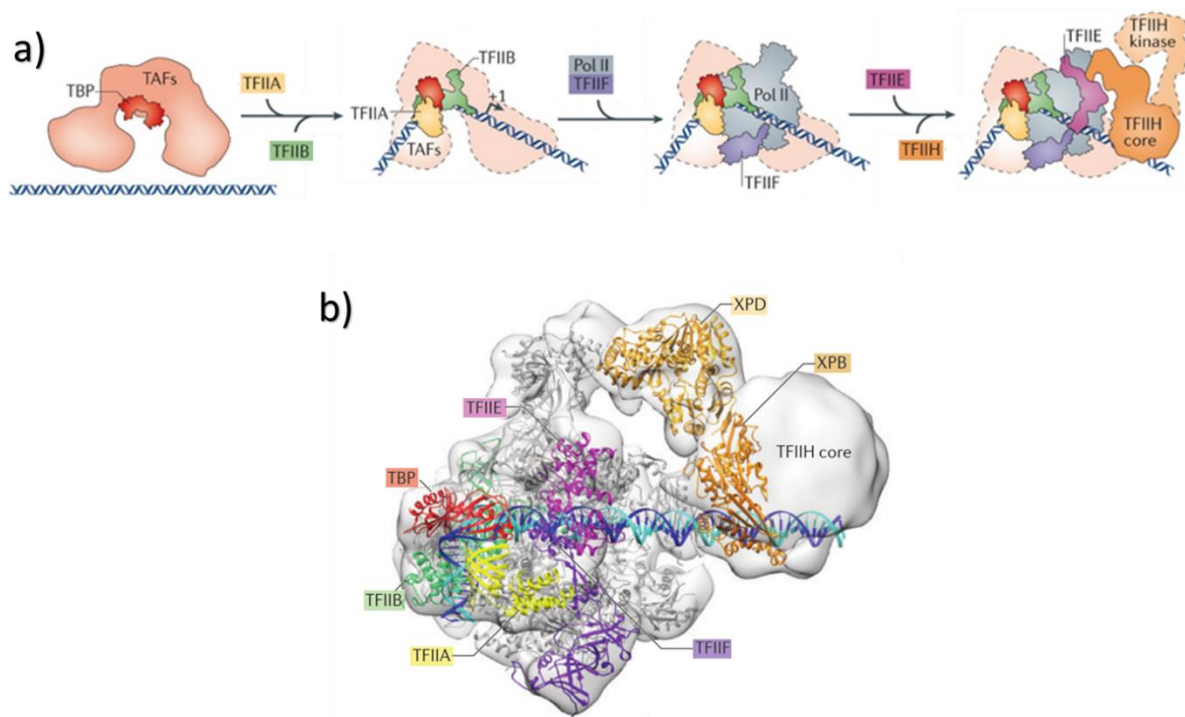 a)
TBP
TAFs
TFIIA
TFIIB
TFIIA
TAFs
TFIIB
+1
Pol II
TFIIF
Pol II
TFIIF
TFIIE
TFIIH
TFIIE
TFIIH
kinase
TFIIH
core
b)
XPD
XPB
TFIIE
TFIIH core
TBP
TFIIB
TFIIA
TFIIF